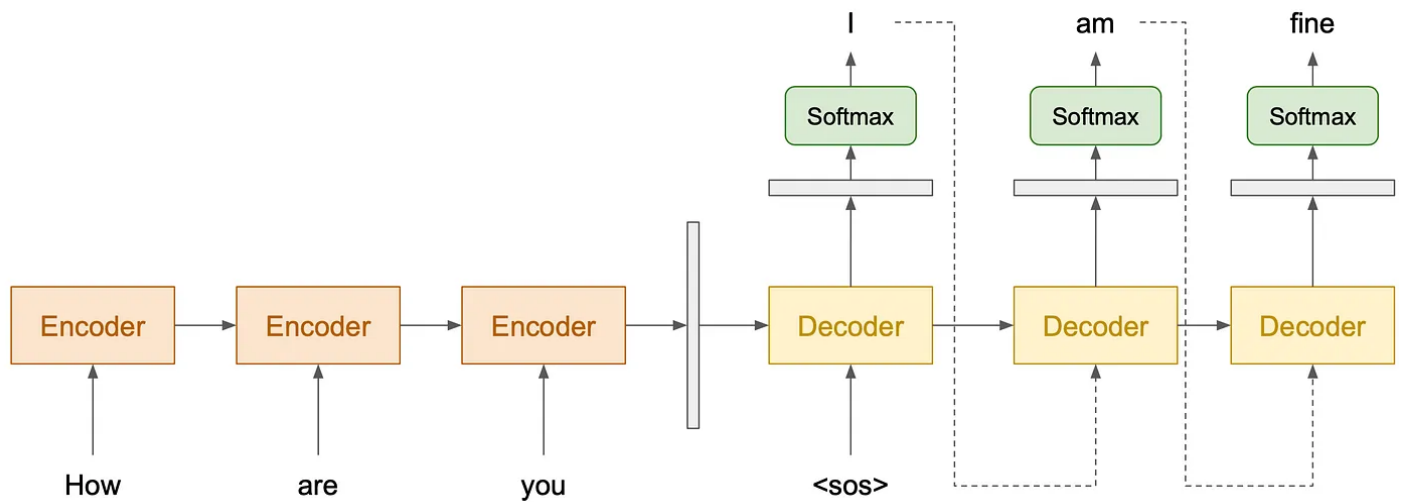 I am fine
Softmax Softmax Softmax
Encoder Encoder Encoder Decoder Decoder Decoder
How are you <sos>